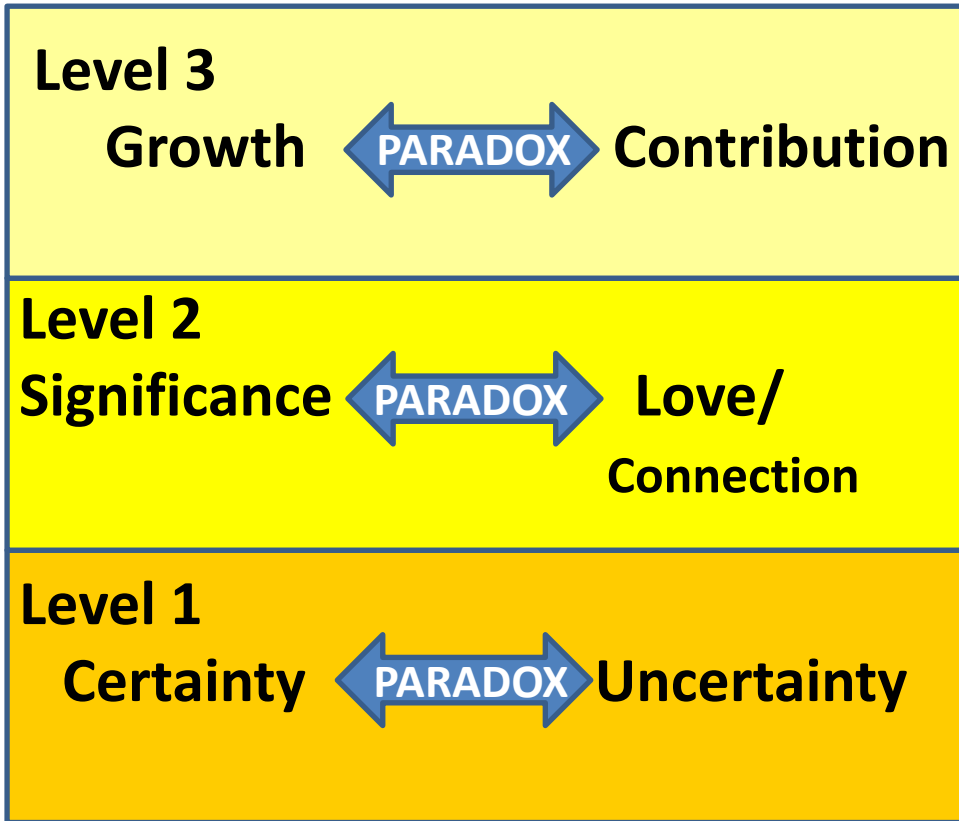 Level 3
Growth PARADOX Contribution
Level 2
Significance PARADOX Love/
Connection
Level 1
Certainty PARADOX Uncertainty